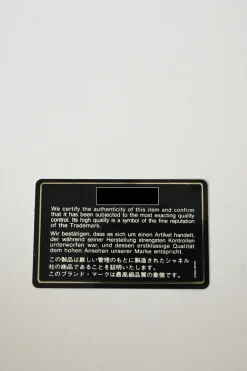 We certify the authenticity of this item and confirm
that it has been subjected to the most exacting quality
control. Its high quality is a symbol of the fine reputation
of the Trademark.
Wir bestätigen, dass es sich um einen Artikel handelt,
der während seiner Herstellung strengsten Kontrollen
unterworfen war, und dessen erstklassige Qualität
dem hohen Ansehen unserer Marke entspricht.
この製品は厳しい管理のもとに製造されたシャネル
社の商品であることを証明いたします。
このブランド・マークは最高級品質の象徴です。